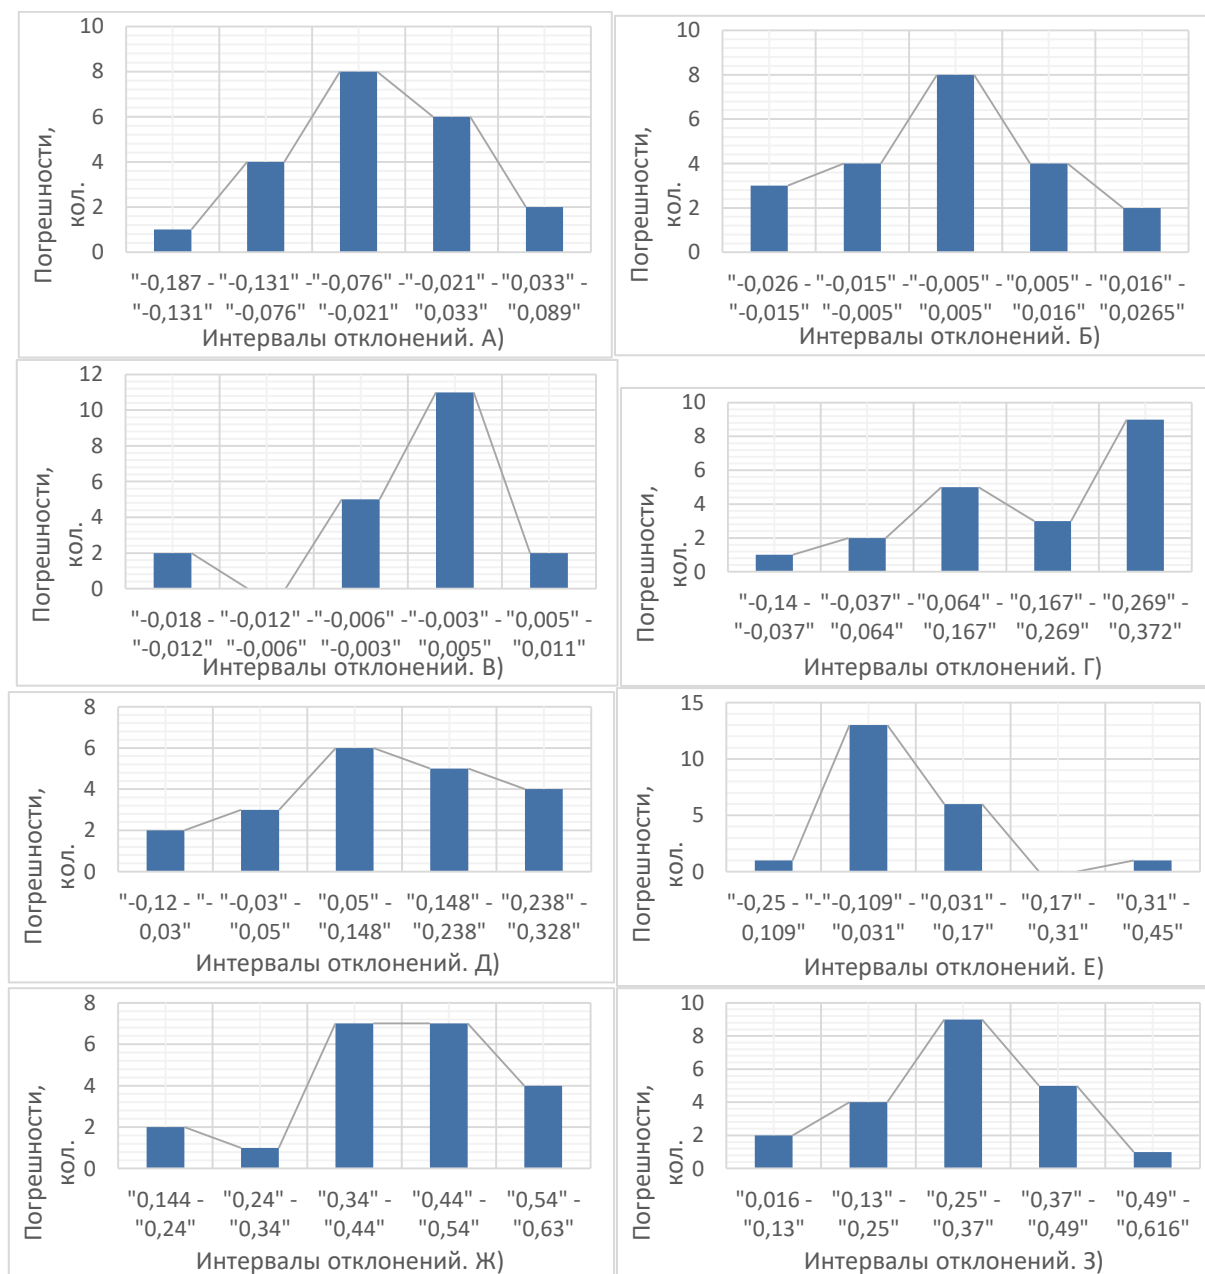 10
8
6
4
2
0
Погрешности,
кол.
"-0,187 - "-0,131" - "-0,076" - "-0,021" - "0,033" -
"-0,131" "-0,076" "-0,021" "0,033" "0,089"
Интервалы отклонений. А)
10
8
6
4
2
0
Погрешности,
кол.
"-0,026 - "-0,015" - "-0,005" - "0,005" - "0,016" -
"-0,015" "-0,005" "0,005" "0,016" "0,0265"
Интервалы отклонений. Б)
12
10
8
6
4
2
0
Погрешности,
кол.
"-0,018 - "-0,012" - "-0,006" - "-0,003" - "0,005" -
"-0,012" "-0,006" "-0,003" "0,005" "0,011"
Интервалы отклонений. В)
10
8
6
4
2
0
Погрешности,
кол.
"-0,14 - "-0,037" - "0,064" - "0,167" - "0,269" -
"-0,037" "0,064" "0,167" "0,269" "0,372"
Интервалы отклонений. Г)
8
6
4
2
0
Погрешности,
кол.
"-0,12 - "- "-0,03" - "0,05" - "0,148" - "0,238" -
0,03" "0,05" "0,148" "0,238" "0,328"
Интервалы отклонений. Д)
15
10
5
0
Погрешности,
кол.
"-0,25 - "- "-0,109" - "0,031" - "0,17" - "0,31" -
0,109" "0,031" "0,17" "0,31" "0,45"
Интервалы отклонений. Е)
8
6
4
2
0
Погрешности,
кол.
"0,144 - "0,24" - "0,34" - "0,44" - "0,54" -
"0,24" "0,34" "0,44" "0,54" "0,63"
Интервалы отклонений. Ж)
10
8
6
4
2
0
Погрешности,
кол.
"0,016 - "0,13" - "0,25" - "0,37" - "0,49" -
"0,13" "0,25" "0,37" "0,49" "0,616"
Интервалы отклонений. З)